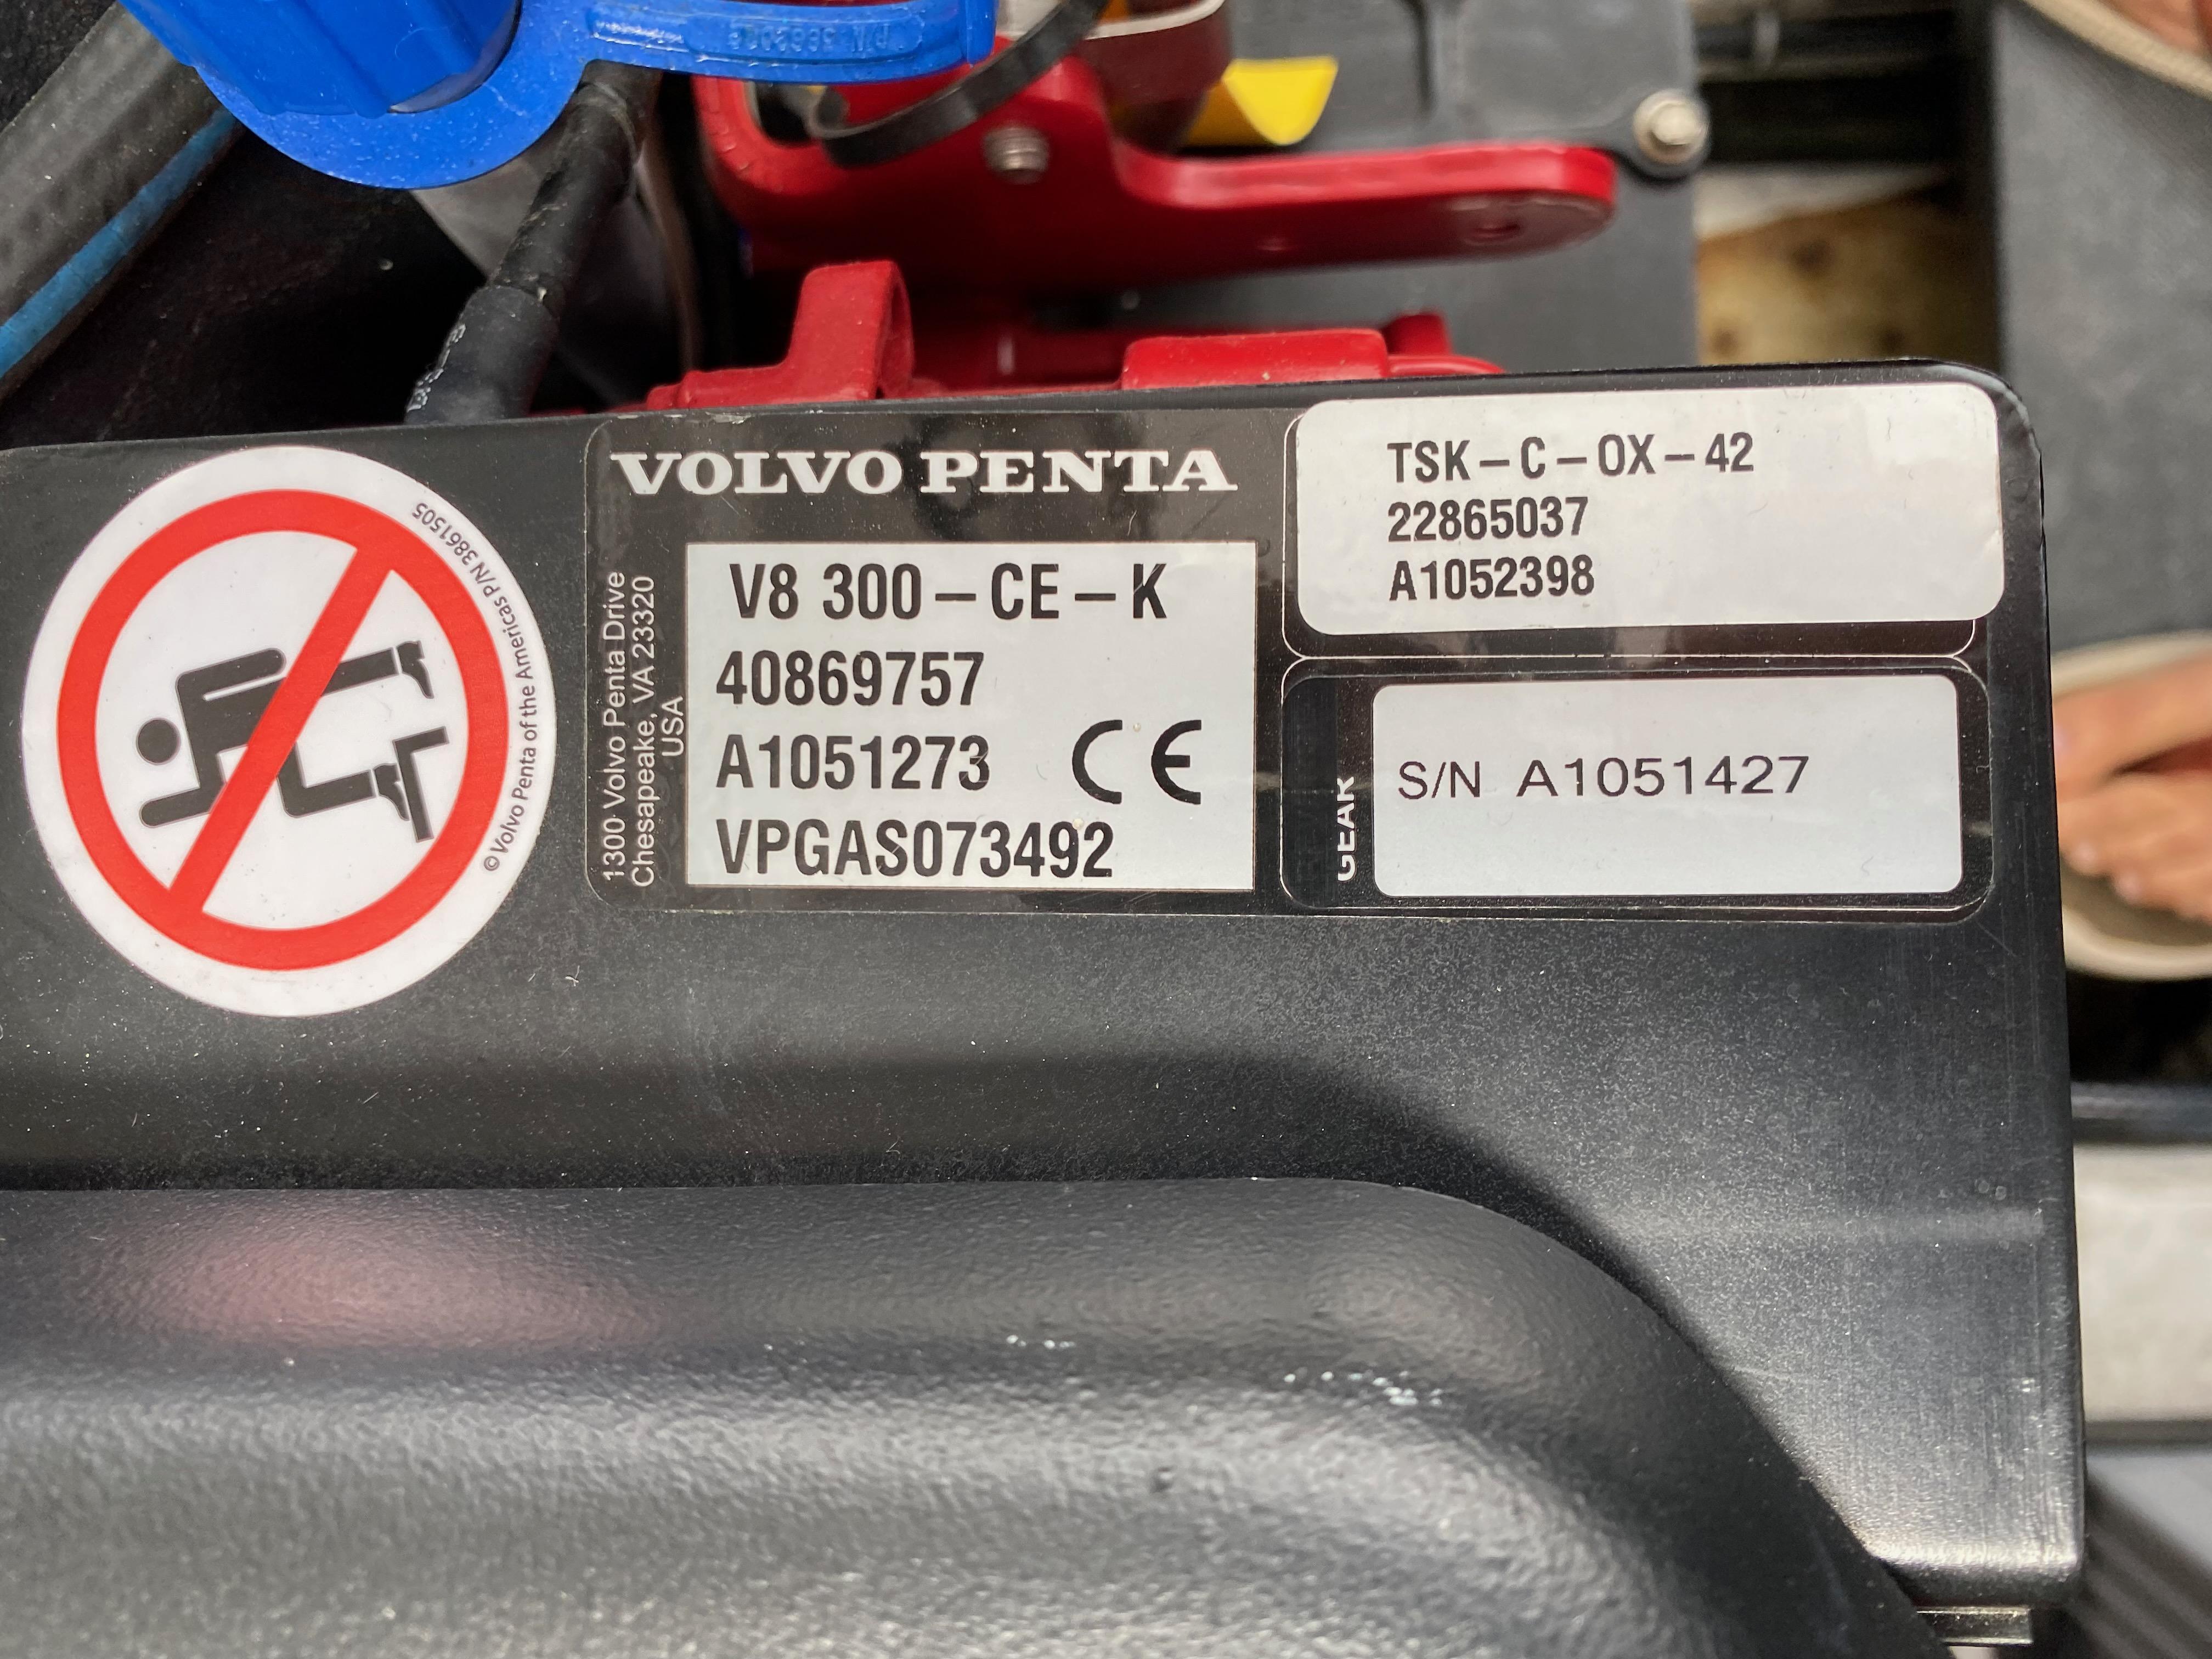 VOLVO PENTA
1300 Volvo Penta Drive
Chesapeake, VA 23320
USA
V8 300-CE-K
40869757
A1051273 CE
VPGAS073492
TSK-C-OX-42
22865037
A1052398
GEAR
S/N A1051427
© Volvo Penta of the Americas P/N 3861505